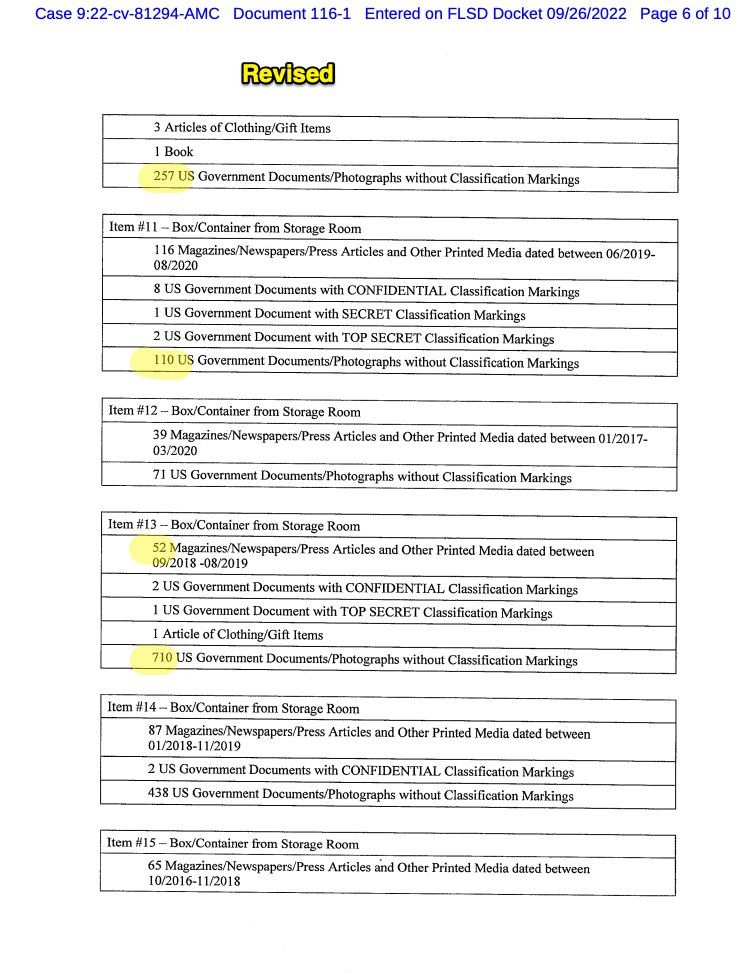 Case 9:22-cv-81294-AMC Document 116-1 Entered on FLSD Docket 09/26/2022 Page 6 of 10
Revised
3 Articles of Clothing/Gift Items
1 Book
257 US Government Documents/Photographs without Classification Markings
Item #11 – Box/Container from Storage Room
116 Magazines/Newspapers/Press Articles and Other Printed Media dated between 06/2019-
08/2020
8 US Government Documents with CONFIDENTIAL Classification Markings
1 US Government Document with SECRET Classification Markings
2 US Government Document with TOP SECRET Classification Markings
110 US Government Documents/Photographs without Classification Markings
Item #12 – Box/Container from Storage Room
39 Magazines/Newspapers/Press Articles and Other Printed Media dated between 01/2017-
03/2020
71 US Government Documents/Photographs without Classification Markings
Item #13 – Box/Container from Storage Room
52 Magazines/Newspapers/Press Articles and Other Printed Media dated between
09/2018 -08/2019
2 US Government Documents with CONFIDENTIAL Classification Markings
1 US Government Document with TOP SECRET Classification Markings
1 Article of Clothing/Gift Items
710 US Government Documents/Photographs without Classification Markings
Item #14 – Box/Container from Storage Room
87 Magazines/Newspapers/Press Articles and Other Printed Media dated between
01/2018-11/2019
2 US Government Documents with CONFIDENTIAL Classification Markings
438 US Government Documents/Photographs without Classification Markings
Item #15 – Box/Container from Storage Room
65 Magazines/Newspapers/Press Articles and Other Printed Media dated between
10/2016-11/2018